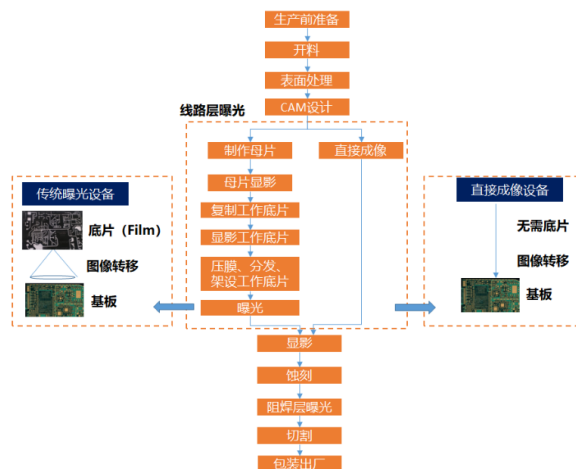 生产前准备
开料
表面处理
CAM设计
线路层曝光
制作母片
直接成像
母片显影
复制工作底片
显影工作底片
压膜、分发、
架设工作底片
曝光
传统曝光设备
底片（Film）
图像转移
基板
直接成像设备
无需底片
图像转移
基板
显影
蚀刻
阻焊层曝光
切割
包装出厂